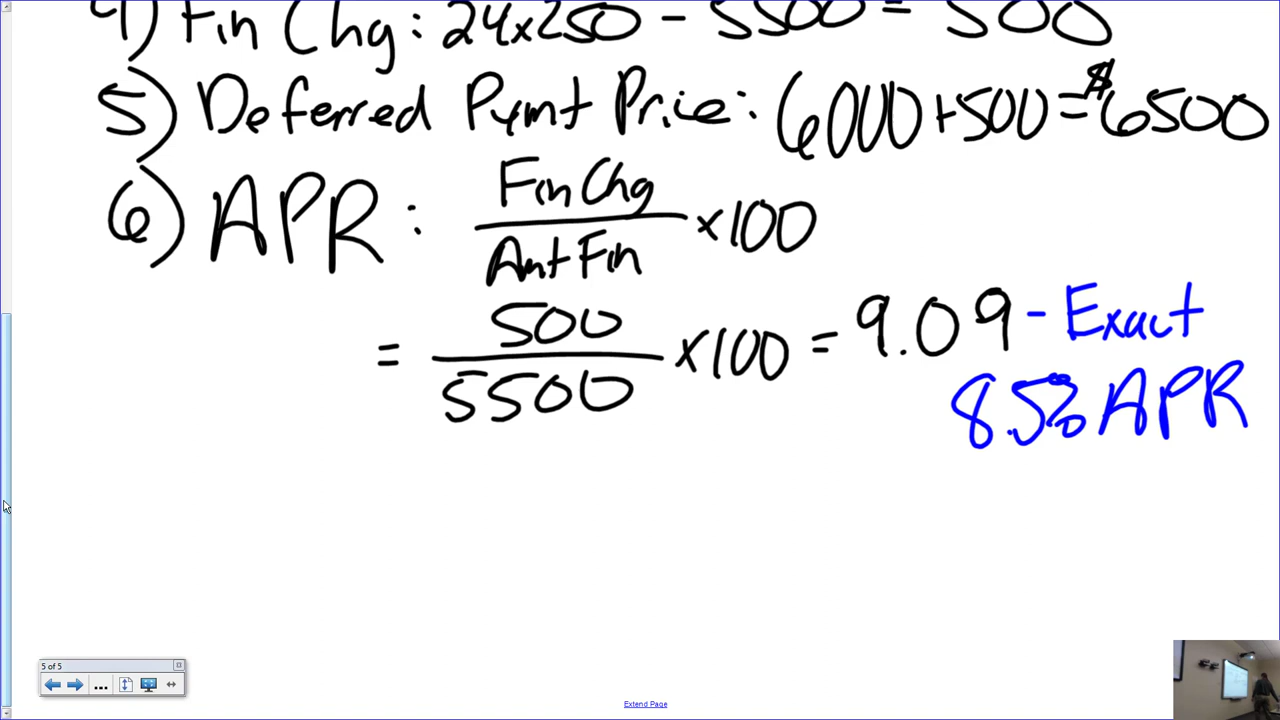 4) Fin Chg: 24x250 - 5500 = 500
5) Deferred Pymt Price: 6000+500=$6500
6) APR: Fin Chg
Amt Fin
x100
= 500
5500
x100 = 9.09 - Exact
8.5% APR
5 of 5
...
Extend Page